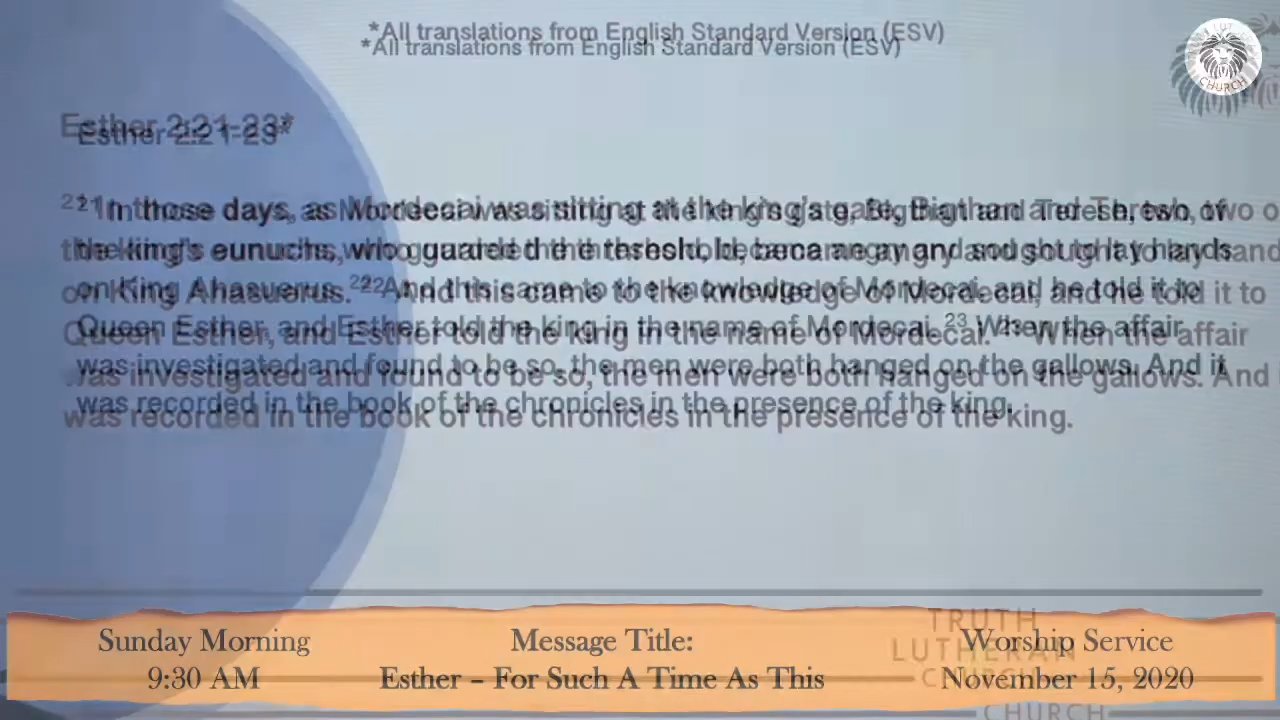 *All translations from English Standard Version (ESV)
Esther 2:21-23*
21 In those days, as Mordecai was sitting at the king's gate, Bigthan and Teresh, two of
the king's eunuchs, who guarded the threshold, became angry and sought to lay hands
on King Ahasuerus. 22 And this came to the knowledge of Mordecai, and he told it to
Queen Esther, and Esther told the king in the name of Mordecai. 23 When the affair
was investigated and found to be so, the men were both hanged on the gallows. And it
was recorded in the book of the chronicles in the presence of the king.
Sunday Morning
9:30 AM
Message Title:
Esther – For Such A Time As This
Worship Service
November 15, 2020
TRUTH
LUTHERAN
CHURCH
CHURCH